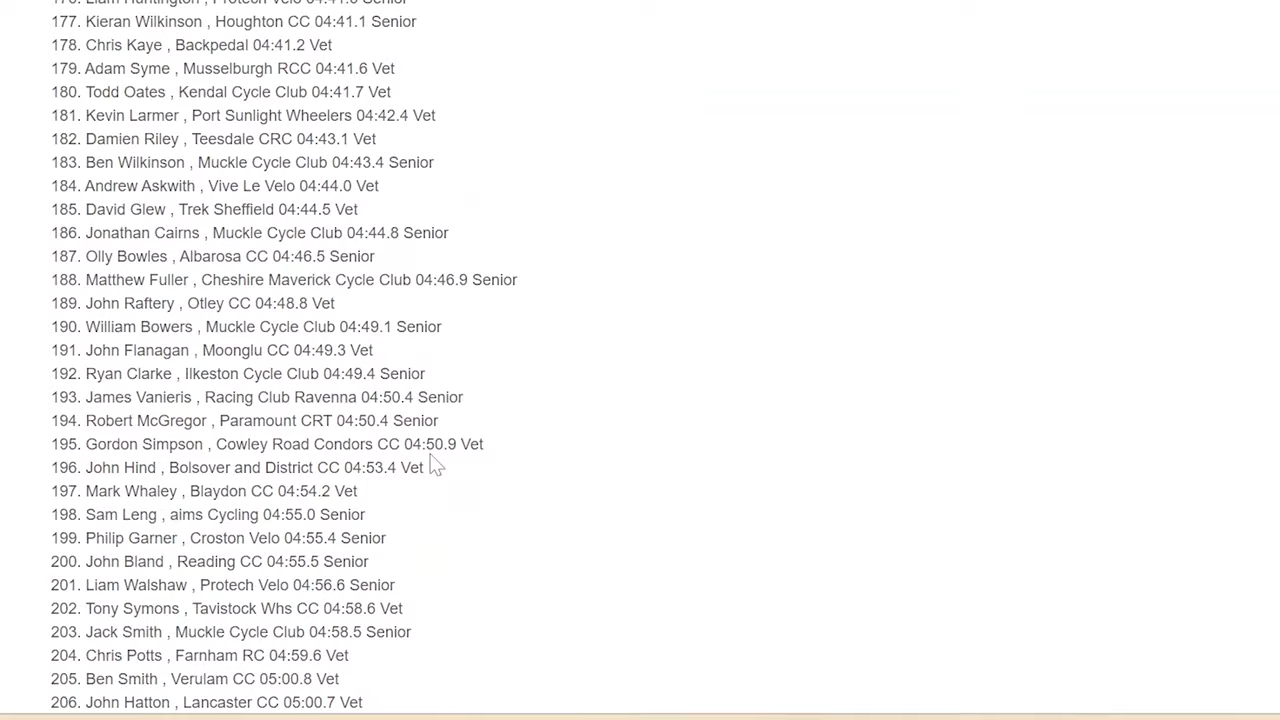 176. Liam Huntington , Protech Velo Senior
177. Kieran Wilkinson , Houghton CC 04:41.1 Senior
178. Chris Kaye , Backpedal 04:41.2 Vet
179. Adam Syme , Musselburgh RCC 04:41.6 Vet
180. Todd Oates , Kendal Cycle Club 04:41.7 Vet
181. Kevin Larmer , Port Sunlight Wheelers 04:42.4 Vet
182. Damien Riley , Teesdale CRC 04:43.1 Vet
183. Ben Wilkinson , Muckle Cycle Club 04:43.4 Senior
184. Andrew Askwith , Vive Le Velo 04:44.0 Vet
185. David Glew , Trek Sheffield 04:44.5 Vet
186. Jonathan Cairns , Muckle Cycle Club 04:44.8 Senior
187. Olly Bowles , Albarosa CC 04:46.5 Senior
188. Matthew Fuller , Cheshire Maverick Cycle Club 04:46.9 Senior
189. John Raftery , Otley CC 04:48.8 Vet
190. William Bowers , Muckle Cycle Club 04:49.1 Senior
191. John Flanagan , Moonglu CC 04:49.3 Vet
192. Ryan Clarke , Ilkeston Cycle Club 04:49.4 Senior
193. James Vanieris , Racing Club Ravenna 04:50.4 Senior
194. Robert McGregor , Paramount CRT 04:50.4 Senior
195. Gordon Simpson , Cowley Road Condors CC 04:50.9 Vet
196. John Hind , Bolsover and District CC 04:53.4 Vet
197. Mark Whaley , Blaydon CC 04:54.2 Vet
198. Sam Leng , aims Cycling 04:55.0 Senior
199. Philip Garner , Croston Velo 04:55.4 Senior
200. John Bland , Reading CC 04:55.5 Senior
201. Liam Walshaw , Protech Velo 04:56.6 Senior
202. Tony Symons , Tavistock Whs CC 04:58.6 Vet
203. Jack Smith , Muckle Cycle Club 04:58.5 Senior
204. Chris Potts , Farnham RC 04:59.6 Vet
205. Ben Smith , Verulam CC 05:00.8 Vet
206. John Hatton , Lancaster CC 05:00.7 Vet